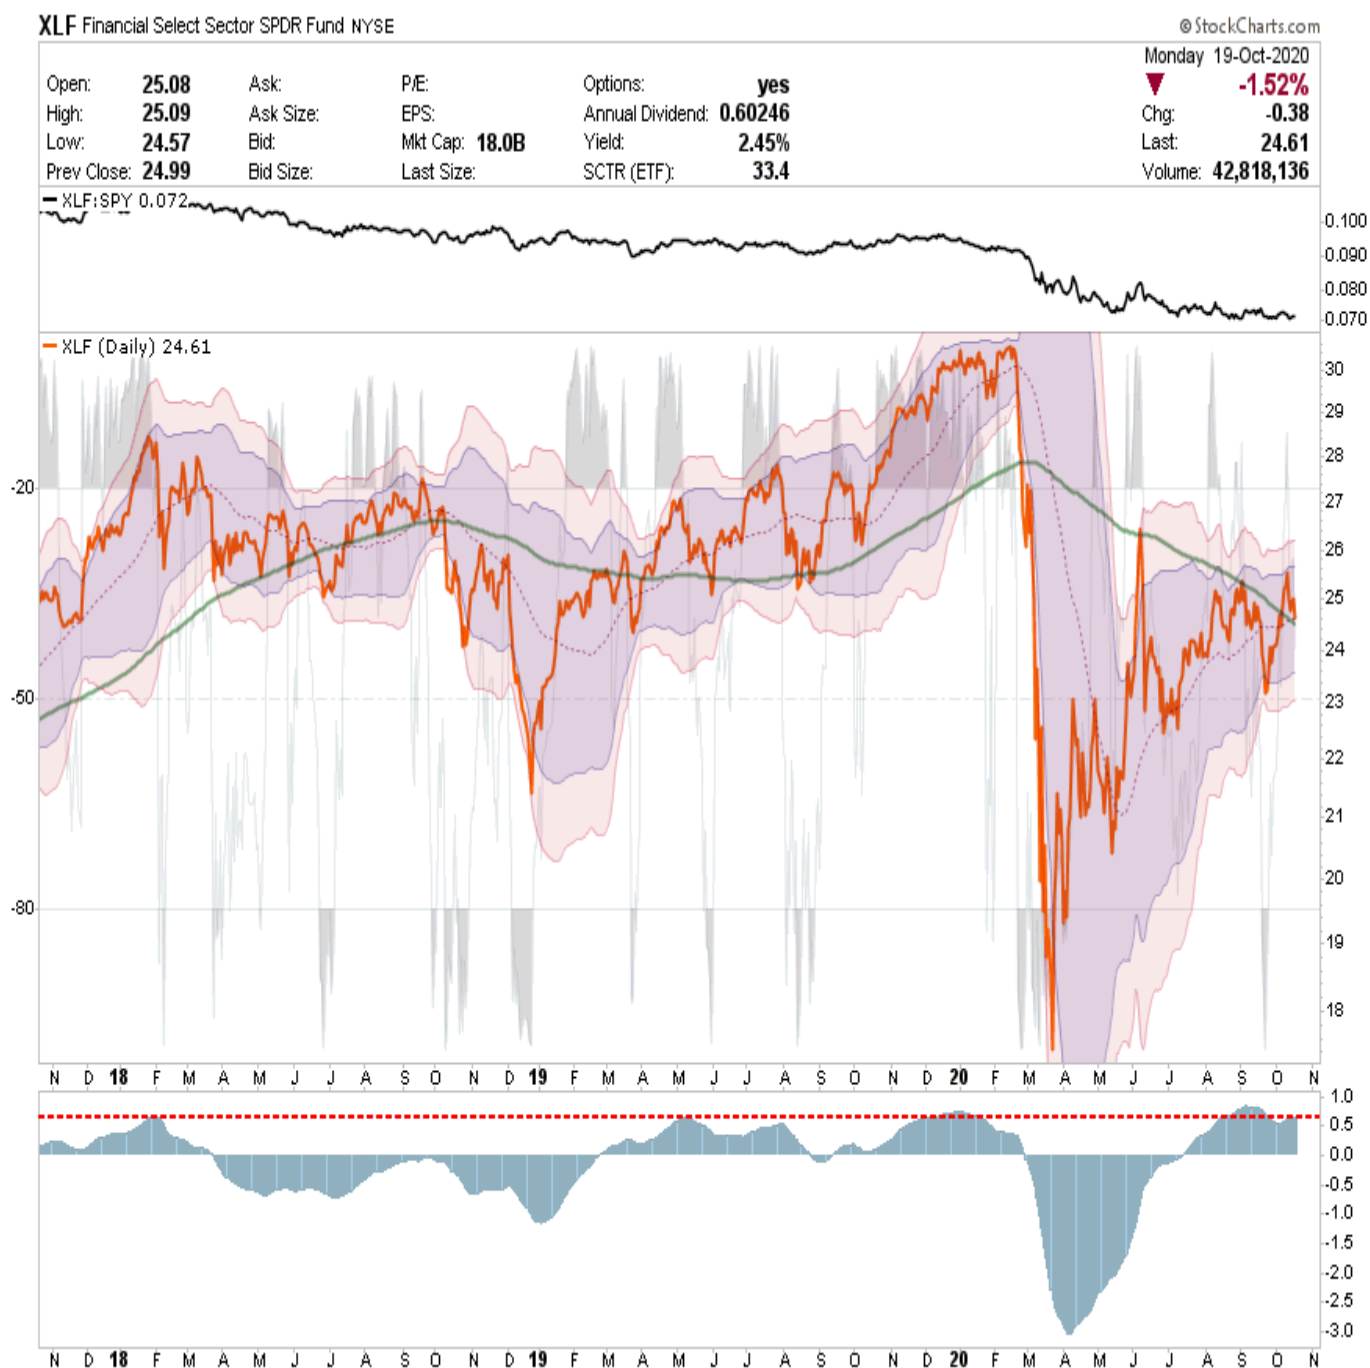 XLF Financial Select Sector SPDR Fund NYSE © StockCharts.com
Monday 19-Oct-2020
Open: 25.08 Ask: P/E: Options: yes ▼ -1.52%
High: 25.09 Ask Size: EPS: Annual Dividend: 0.60246 Chg: -0.38
Low: 24.57 Bid: Mkt Cap: 18.0B Yield: 2.45% Last: 24.61
Prev Close: 24.99 Bid Size: Last Size: SCTR (ETF): 33.4 Volume: 42,818,136
XLF:SPY 0.072
0.100
0.090
0.080
0.070
XLF (Daily) 24.61
30
29
28
-20
27
26
25
24
-50
23
22
21
20
-80
19
18
N D 18 F M A M J J A S O N D 19 F M A M J J A S O N D 20 F M A M J J A S O N
1.0
0.5
0.0
-0.5
-1.0
-1.5
-2.0
-2.5
-3.0
N D 18 F M A M J J A S O N D 19 F M A M J J A S O N D 20 F M A M J J A S O N